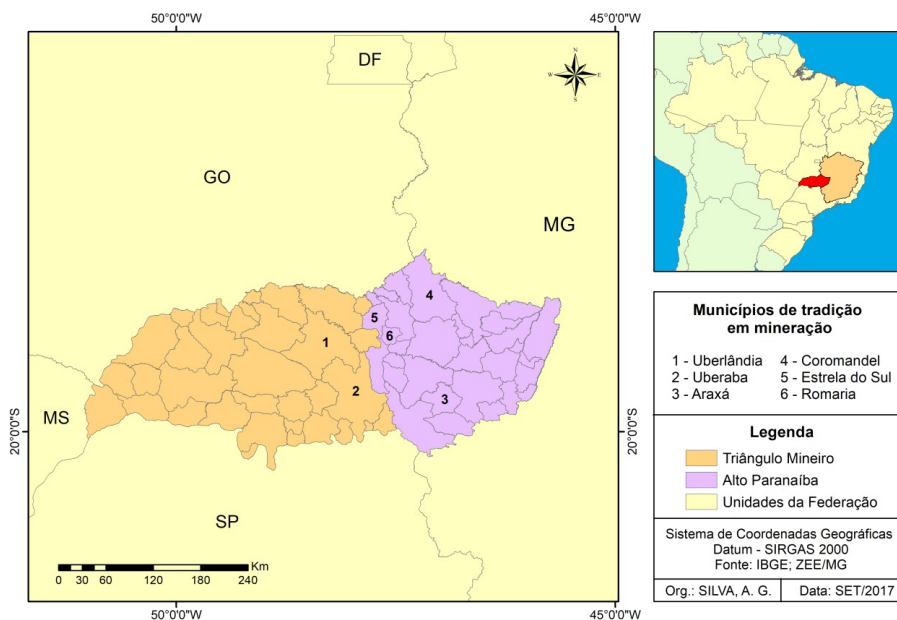 50°0'0"W
45°0'0"W
DF
N
W
E
S
GO
MG
4
5
6
1
2
3
20°0'0"S
20°0'0"S
MS
SP
Km
0 15 30 60 120 180 240
50°0'0"W
45°0'0"W
Municípios de tradição
em mineração
1 - Uberlândia
2 - Uberaba
3 - Araxá
4 - Coromandel
5 - Estrela do Sul
6 - Romaria
Legenda
Triângulo Mineiro
Alto Paranaíba
Unidades da Federação
Sistema de Coordenadas Geográficas
Datum - SIRGAS 2000
Fonte: IBGE; ZEE/MG
Org.: SILVA, A. G.
Data: SET/2017